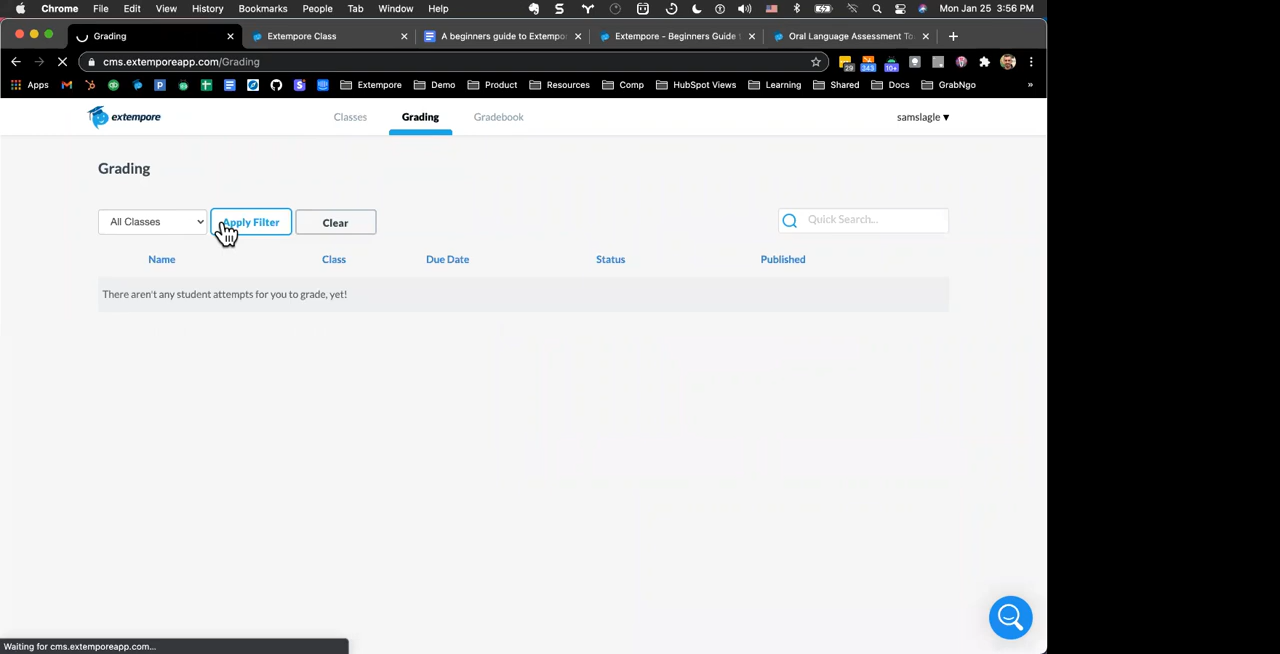 Chrome File Edit View History Bookmarks People Tab Window Help Mon Jan 25 3:56 PM
Grading Extempore Class A beginners guide to Extempo Extempore - Beginners Guide Oral Language Assessment To
cms.extemporeapp.com/Grading 29 343 10+
Apps Extempore Demo Product Resources Comp HubSpot Views Learning Shared Docs GrabNgo »
extempore Classes Grading Gradebook samslagle ▼
Grading
All Classes Apply Filter Clear Quick Search...
Name Class Due Date Status Published
There aren't any student attempts for you to grade, yet!
Waiting for cms.extemporeapp.com...